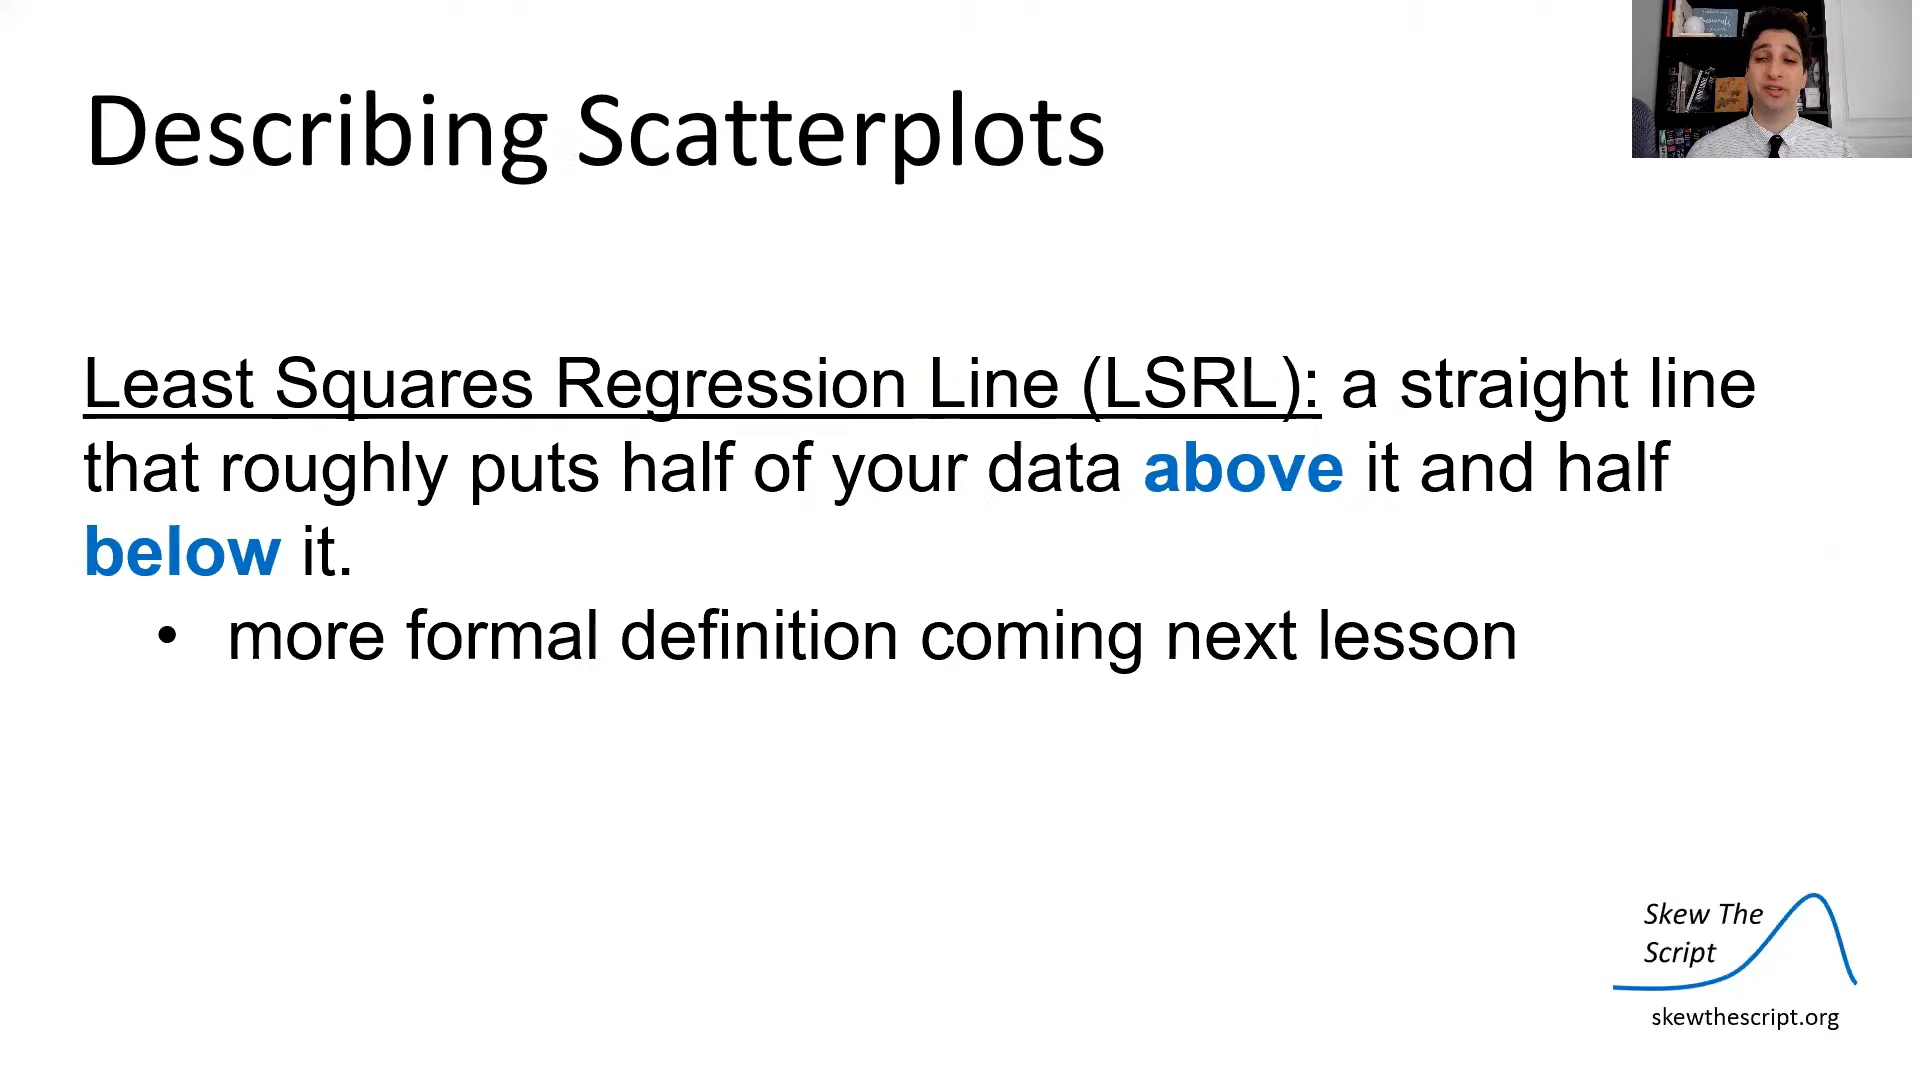 Describing Scatterplots
Least Squares Regression Line (LSRL): a straight line
that roughly puts half of your data above it and half
below it.
• more formal definition coming next lesson
Skew The
Script
skewthescript.org